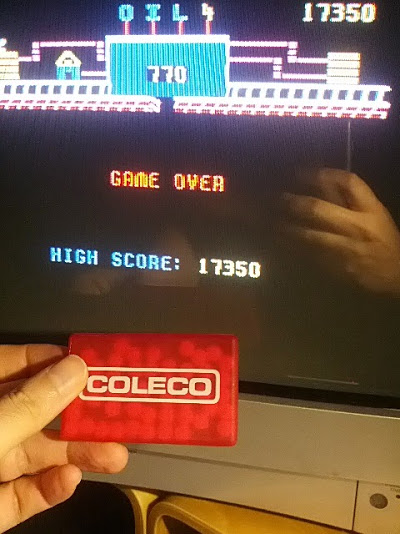 OIL 17350
770
GAME OVER
HIGH SCORE: 17350
COLECO